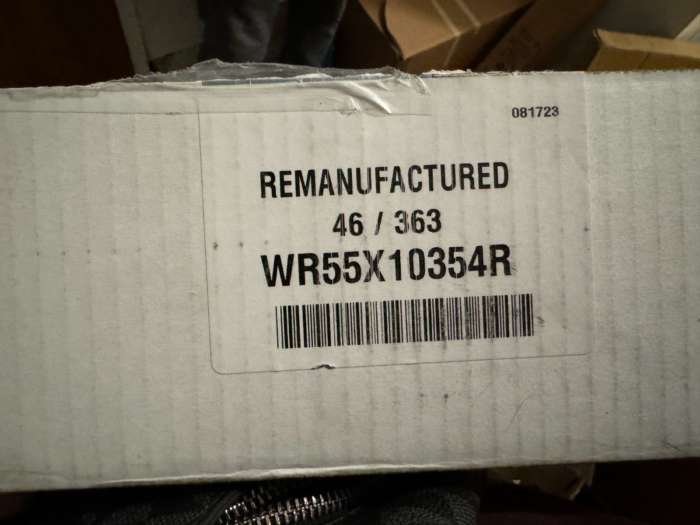 081723
REMANUFACTURED
46 / 363
WR55X10354R